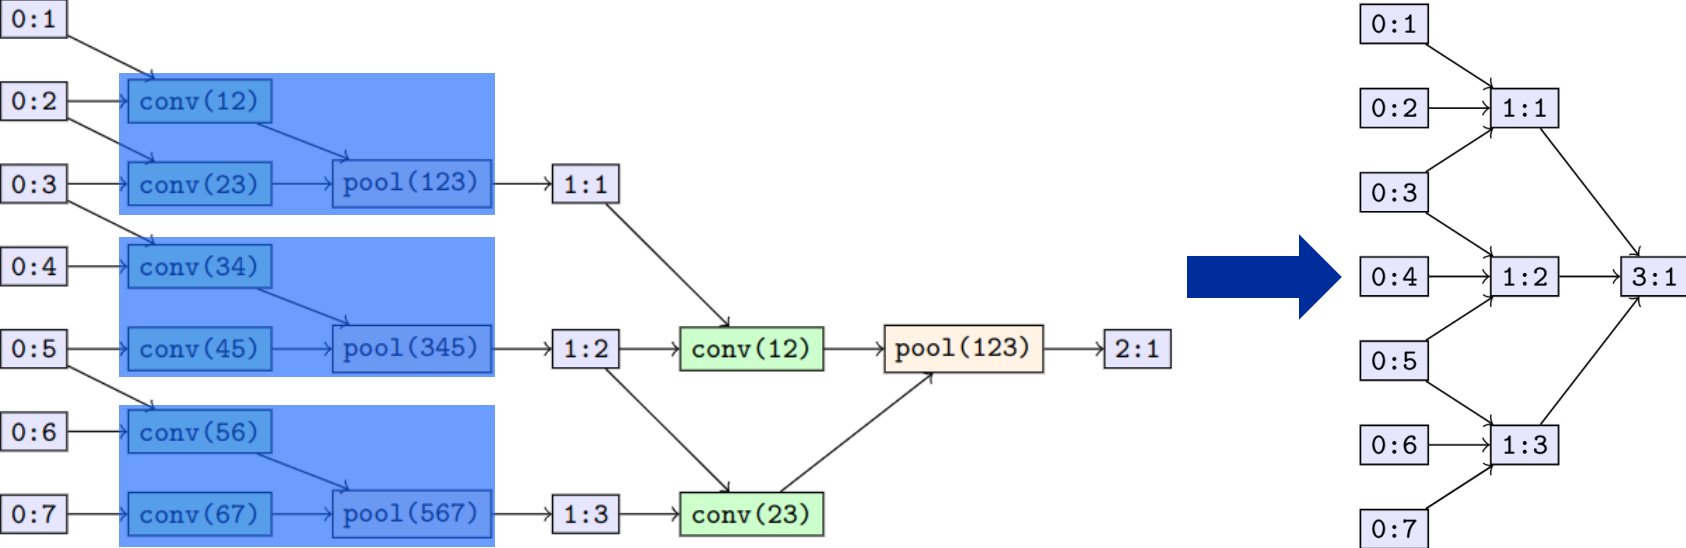 0:1
0:2
0:3
0:4
0:5
0:6
0:7
conv(12)
conv(23)
pool(123)
conv(34)
conv(45)
pool(345)
conv(56)
conv(67)
pool(567)
1:1
1:2
1:3
conv(12)
conv(23)
pool(123)
2:1
0:1
0:2
0:3
0:4
0:5
0:6
0:7
1:1
1:2
1:3
3:1